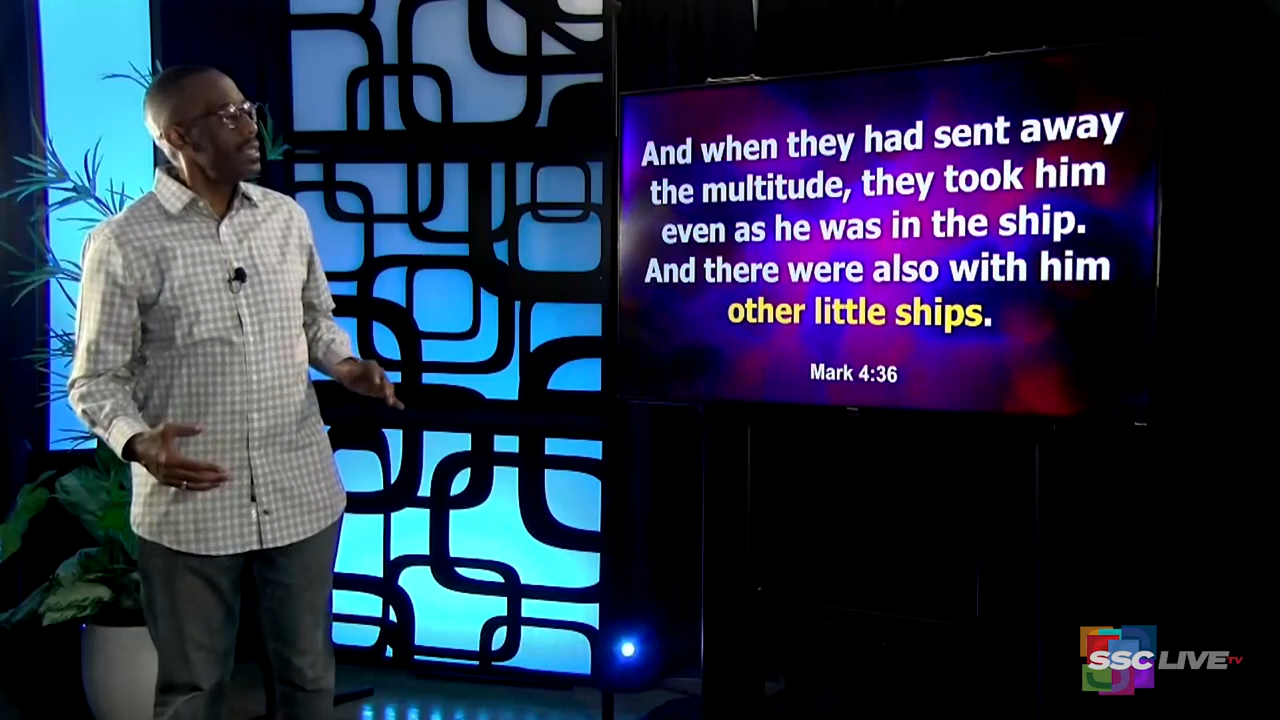 And when they had sent away
the multitude, they took him
even as he was in the ship.
And there were also with him
other little ships.
Mark 4:36
SSC LIVE TV